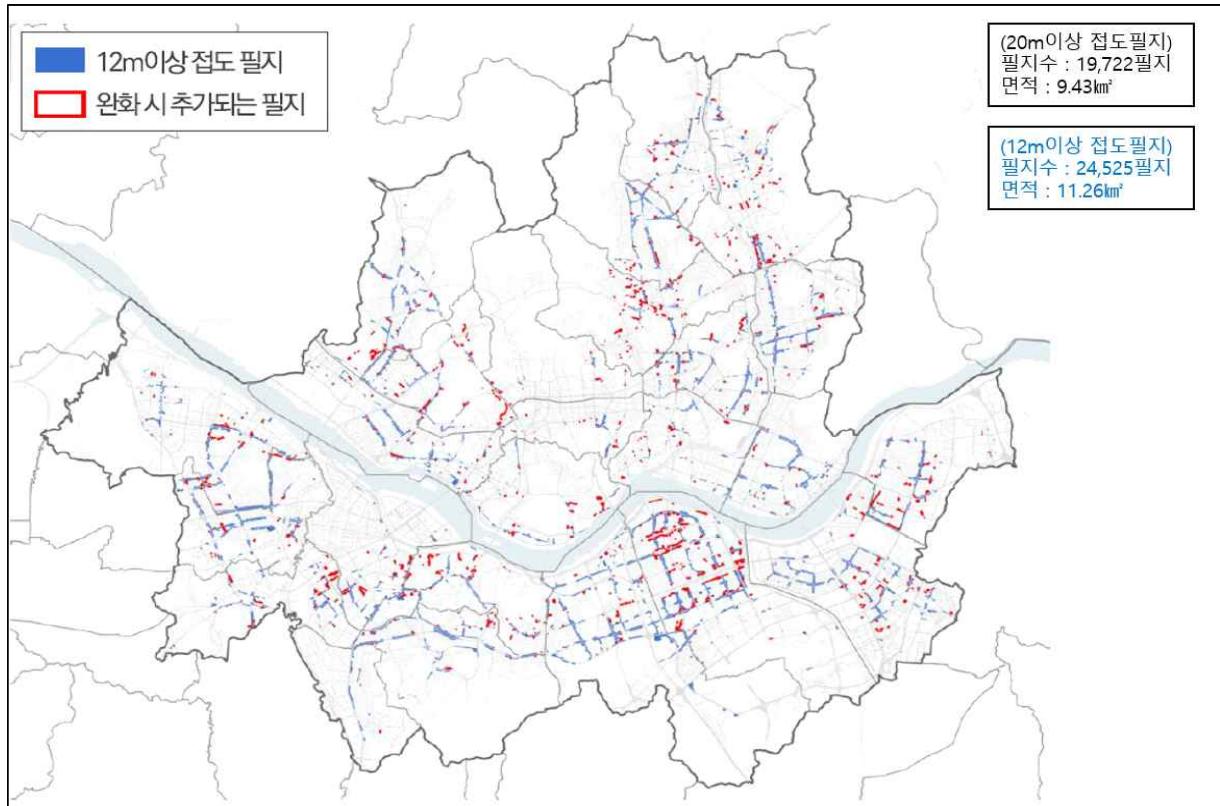 12m이상 접도 필지
완화 시 추가되는 필지
(20m이상 접도필지)
필지수 : 19,722필지
면적 : 9.43㎢
(12m이상 접도필지)
필지수 : 24,525필지
면적 : 11.26㎢